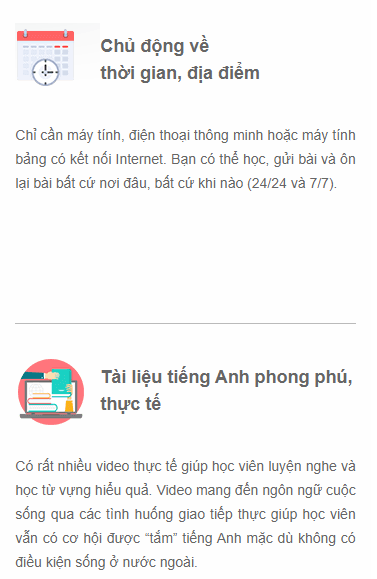 Chủ động về
thời gian, địa điểm
Chỉ cần máy tính, điện thoại thông minh hoặc máy tính
bảng có kết nối Internet. Bạn có thể học, gửi bài và ôn
lại bài bất cứ nơi đâu, bất cứ khi nào (24/24 và 7/7).
Tài liệu tiếng Anh phong phú,
thực tế
Có rất nhiều video thực tế giúp học viên luyện nghe và
học từ vựng hiểu quả. Video mang đến ngôn ngữ cuộc
sống qua các tình huống giao tiếp thực giúp học viên
vẫn có cơ hội được “tắm” tiếng Anh mặc dù không có
điều kiện sống ở nước ngoài.